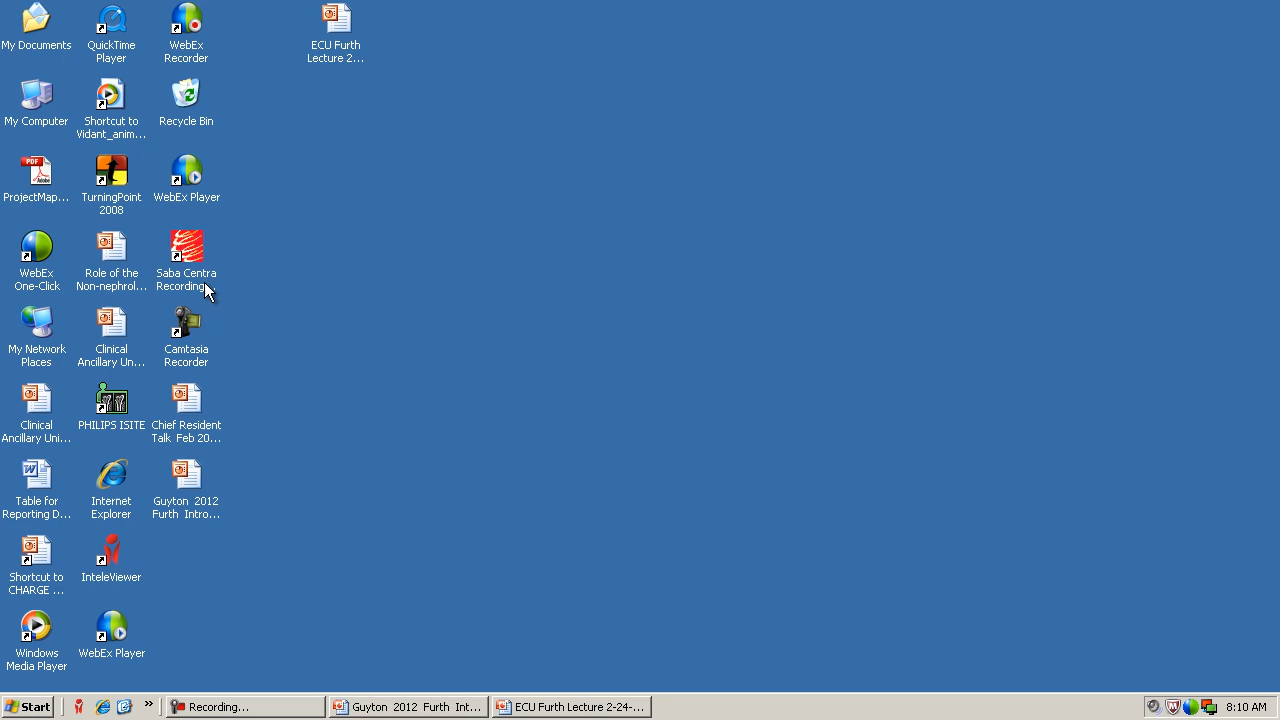 My Documents
QuickTime
Player
WebEx
Recorder
ECU Furth
Lecture 2...
My Computer
Shortcut to
Vidant_anim...
Recycle Bin
PDF
Adobe
ProjectMap...
TurningPoint
2008
WebEx Player
WebEx
One-Click
Role of the
Non-nephrol...
Saba Centra
Recording
My Network
Places
Clinical
Ancillary Un...
Camtasia
Recorder
Clinical
Ancillary Uni...
PHILIPS ISITE
Chief Resident
Talk Feb 20...
Table for
Reporting D...
Internet
Explorer
Guyton 2012
Furth Intro...
Shortcut to
CHARGE ...
InteleViewer
Windows
Media Player
WebEx Player
Start
»
Recording...
Guyton 2012 Furth Int...
ECU Furth Lecture 2-24-...
8:10 AM